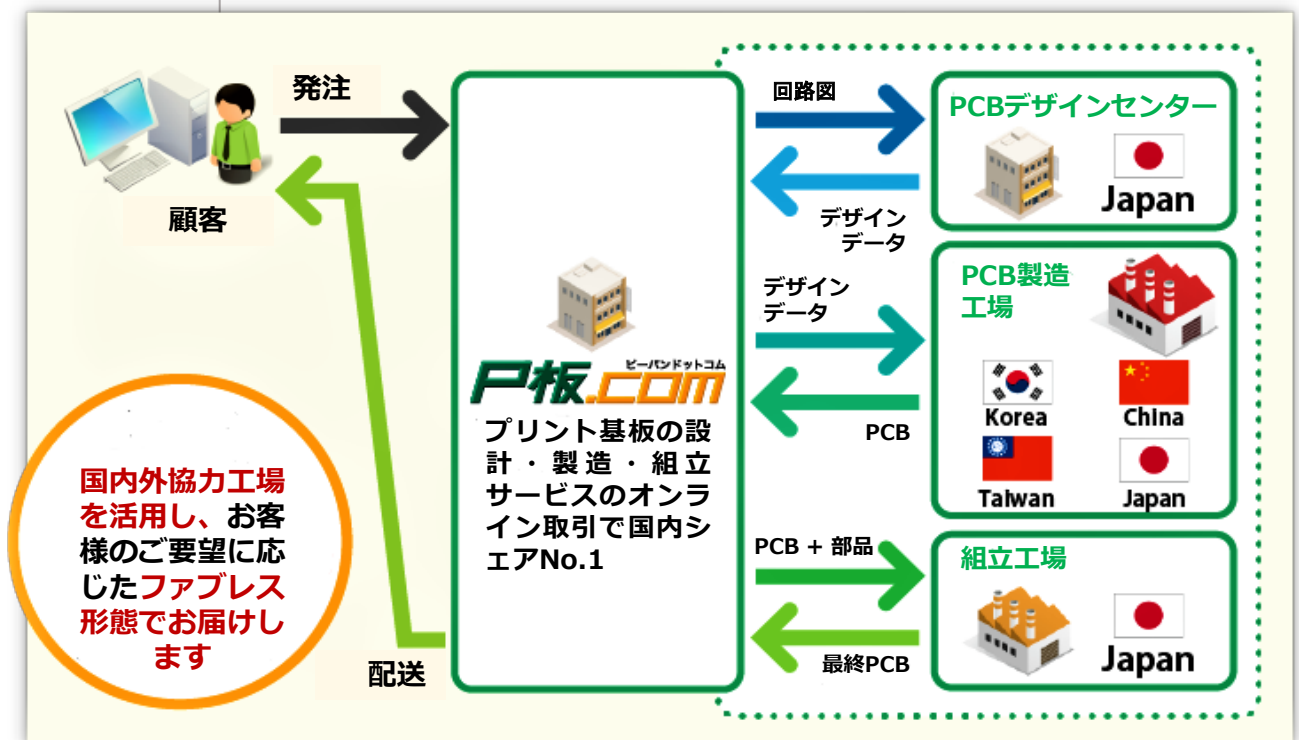 発注
顧客
国内外協力工場
を活用し、お客
様のご要望に応
じたファブレス
形態でお届けし
ます
配送
ピーバンドットコム
P板.com
プリント基板の設
計・製造・組立
サービスのオンラ
イン取引で国内シ
ェアNo.1
回路図
デザイン
データ
デザイン
データ
PCB
PCB + 部品
最終PCB
PCBデザインセンター
Japan
PCB製造
工場
Korea
China
Taiwan
Japan
組立工場
Japan